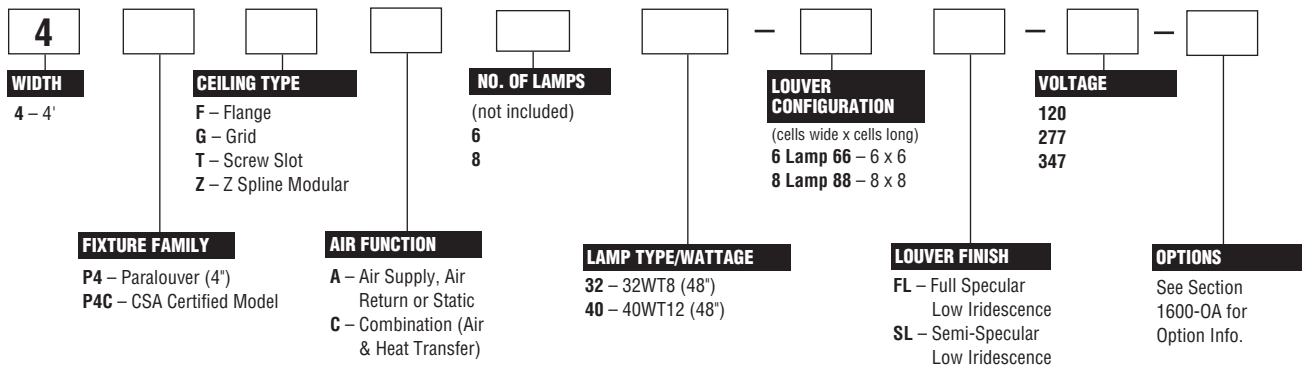 4
WIDTH
4 – 4'
CEILING TYPE
F – Flange
G – Grid
T – Screw Slot
Z – Z Spline Modular
NO. OF LAMPS
(not included)
6
8
LOUVER
CONFIGURATION
(cells wide x cells long)
6 Lamp 66 – 6 x 6
8 Lamp 88 – 8 x 8
VOLTAGE
120
277
347
FIXTURE FAMILY
P4 – Paralouver (4")
P4C – CSA Certified Model
AIR FUNCTION
A – Air Supply, Air
Return or Static
C – Combination (Air
& Heat Transfer)
LAMP TYPE/WATTAGE
32 – 32WT8 (48")
40 – 40WT12 (48")
LOUVER FINISH
FL – Full Specular
Low Iridescence
SL – Semi-Specular
Low Iridescence
OPTIONS
See Section
1600-OA for
Option Info.